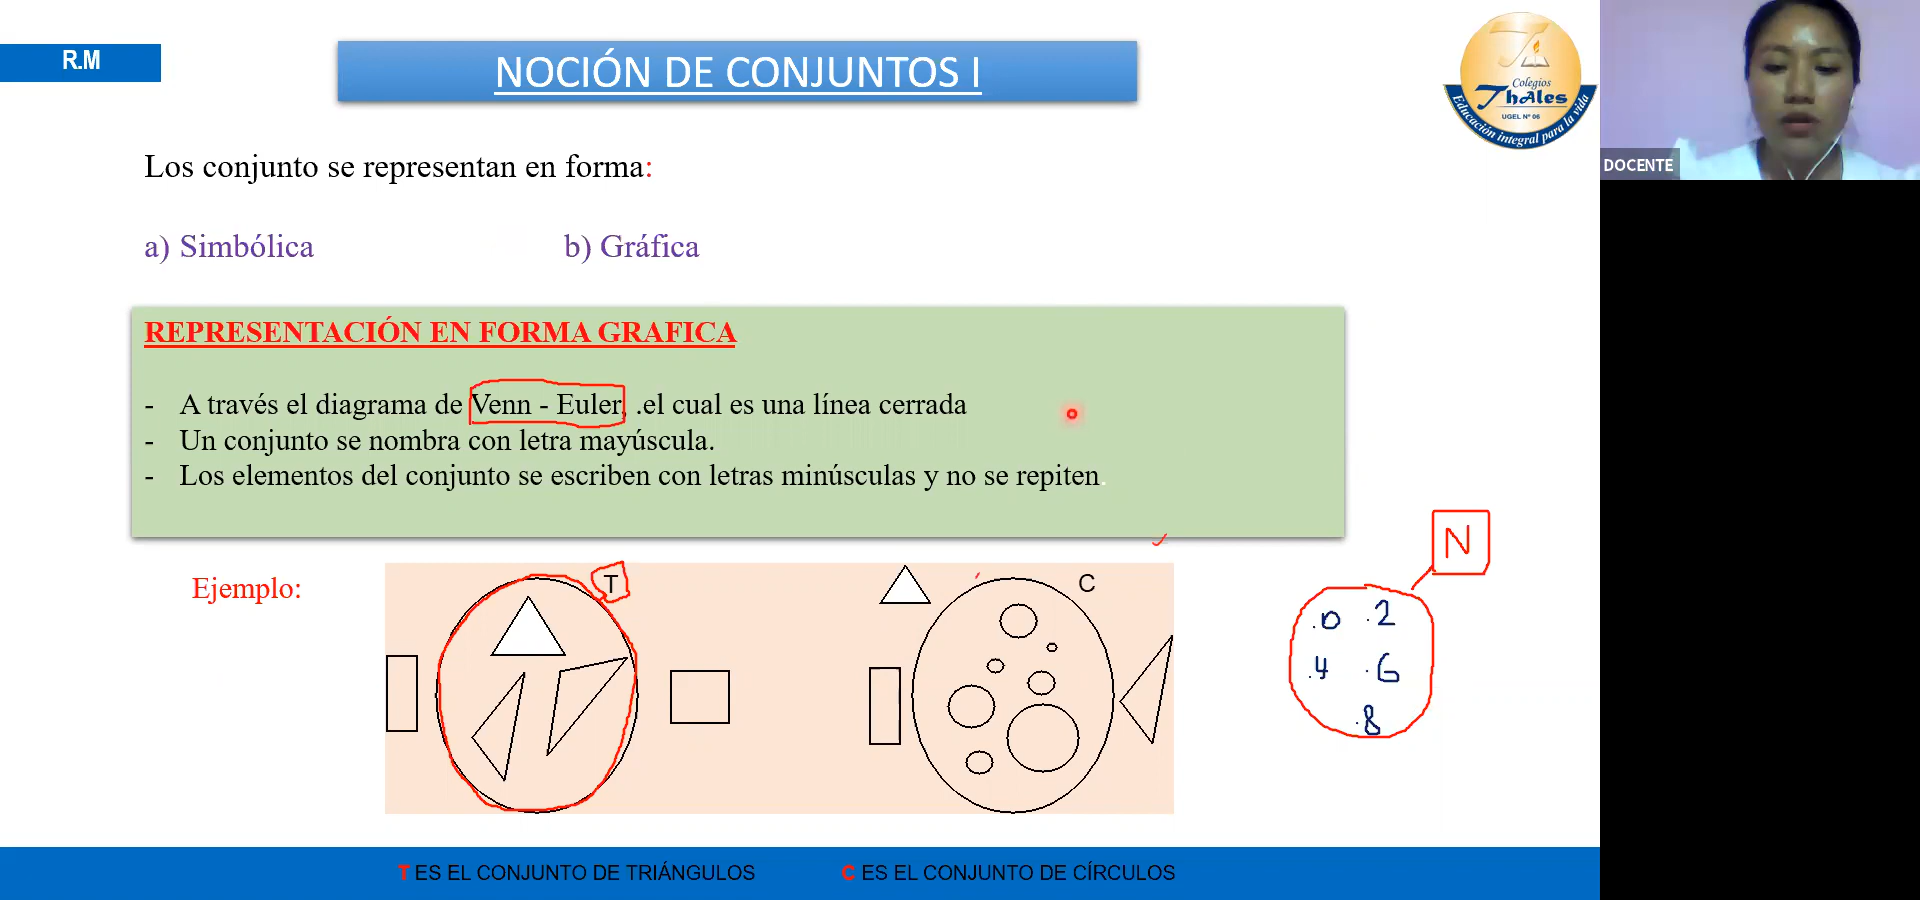 R.M
NOCIÓN DE CONJUNTOS I
Colegios
Thales
UGEL Nº 06
Educación integral para la vida
DOCENTE
Los conjunto se representan en forma:
a) Simbólica
b) Gráfica
REPRESENTACIÓN EN FORMA GRAFICA
- A través el diagrama de Venn - Euler, .el cual es una línea cerrada
- Un conjunto se nombra con letra mayúscula.
- Los elementos del conjunto se escriben con letras minúsculas y no se repiten.
Ejemplo:
T
C
N
.0 .2
.4 .6
.8
T ES EL CONJUNTO DE TRIÁNGULOS
C ES EL CONJUNTO DE CÍRCULOS